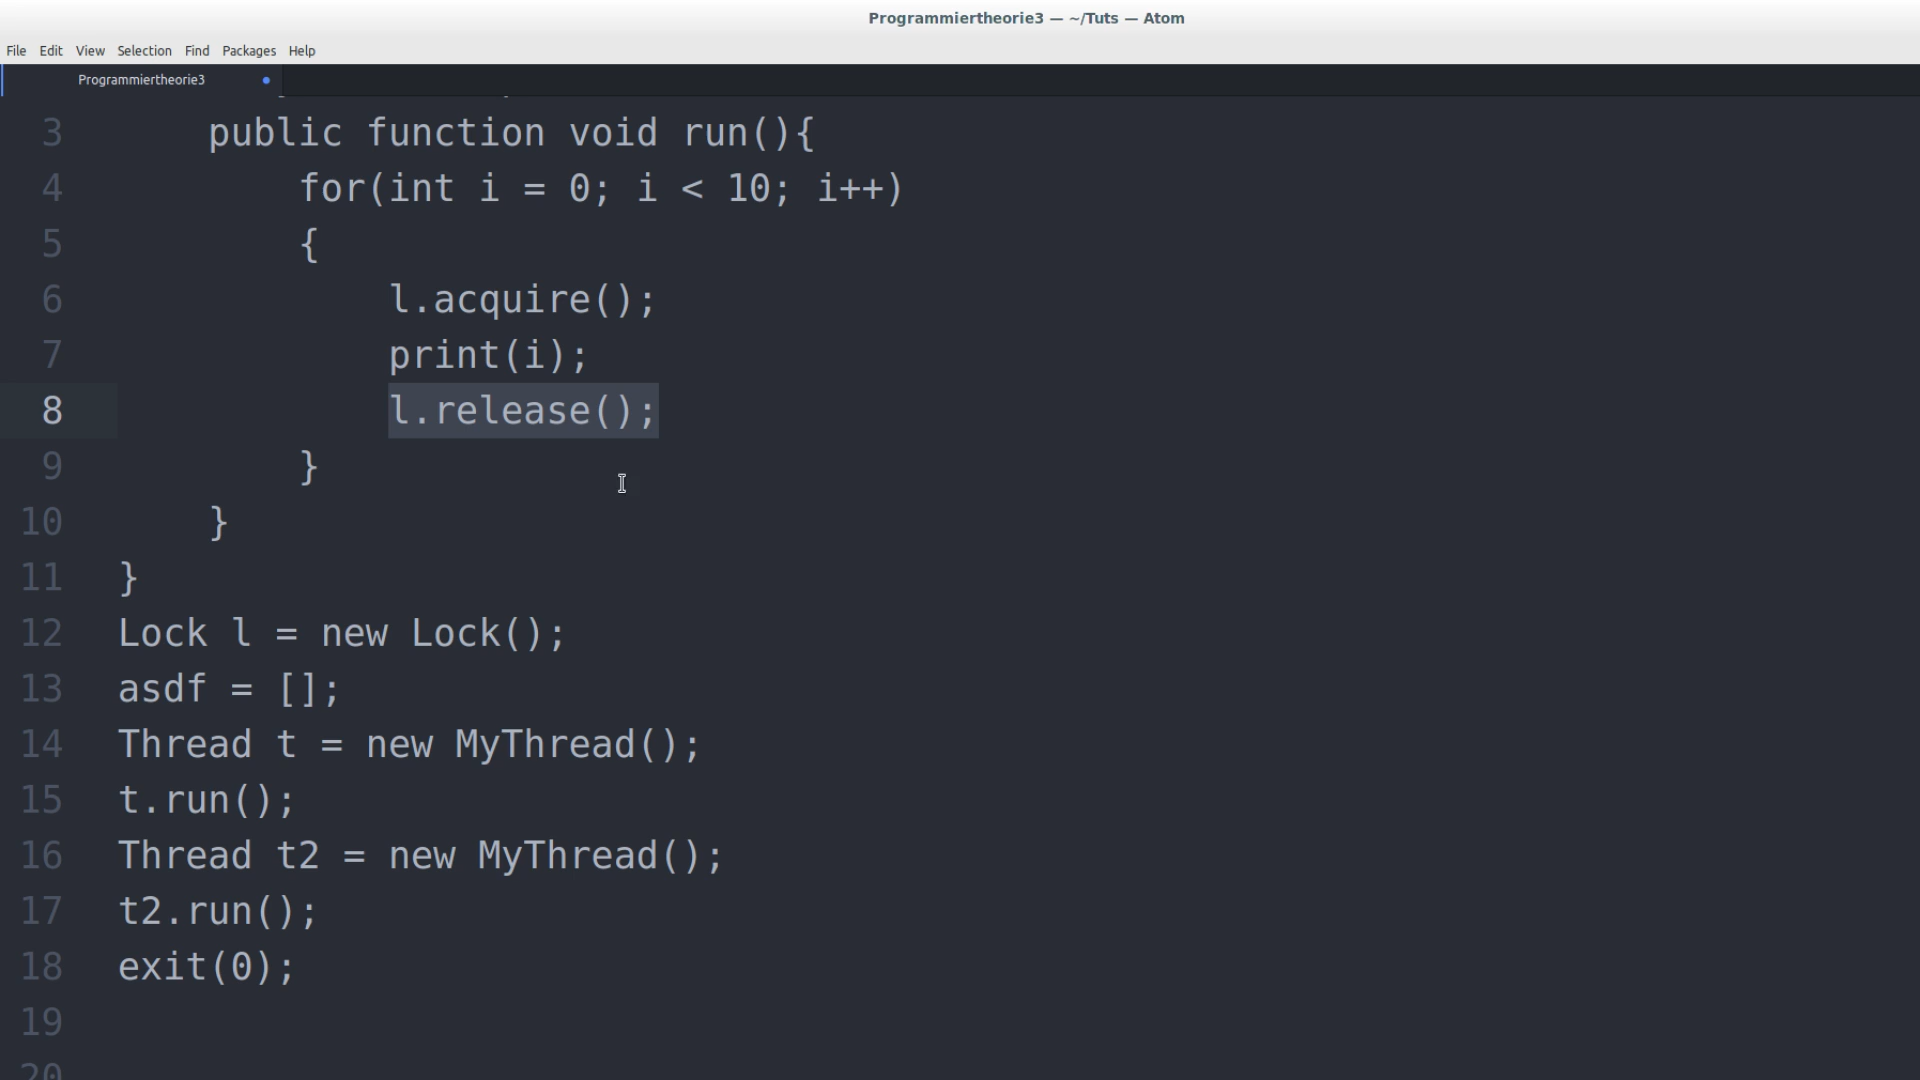 Programmiertheorie3 — ~/Tuts — Atom
File Edit View Selection Find Packages Help
Programmiertheorie3
3 public function void run(){
4 for(int i = 0; i < 10; i++)
5 {
6 l.acquire();
7 print(i);
8 l.release();
9 }
10 }
11 }
12 Lock l = new Lock();
13 asdf = [];
14 Thread t = new MyThread();
15 t.run();
16 Thread t2 = new MyThread();
17 t2.run();
18 exit(0);
19
20